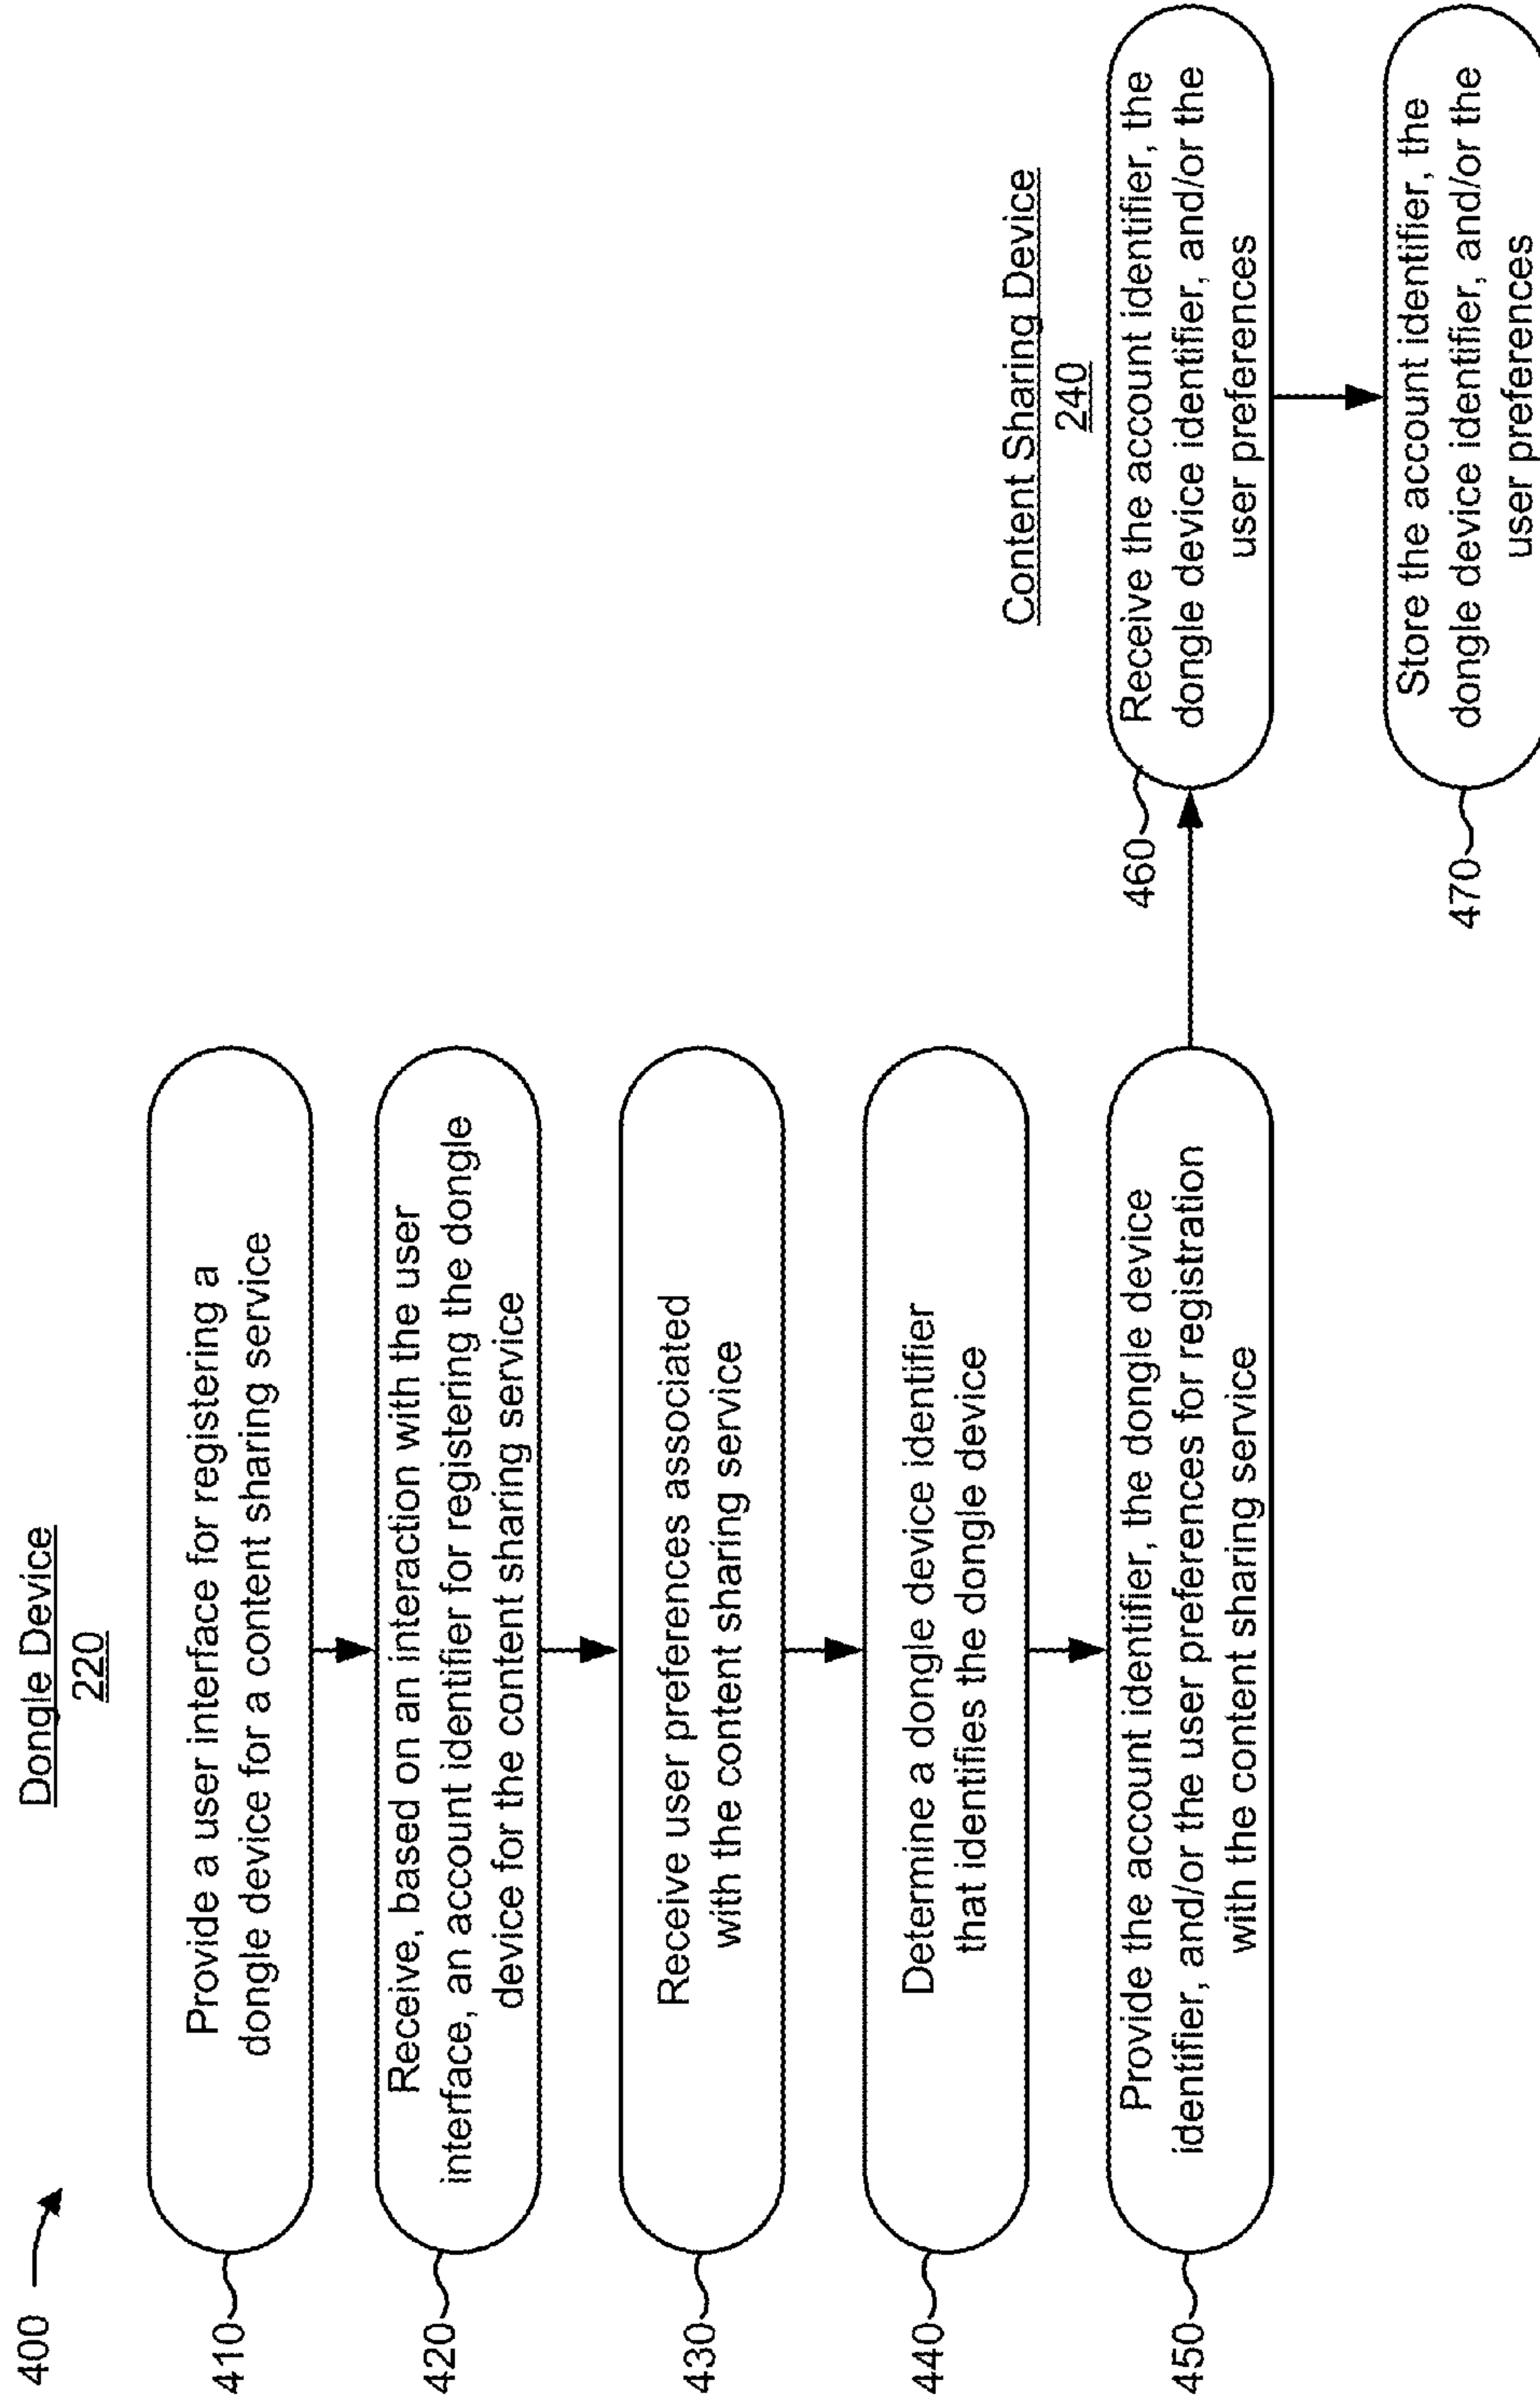 400
Dongle Device
220
410
Provide a user interface for registering a
dongle device for a content sharing service
420
Receive, based on an interaction with the user
interface, an account identifier for registering the dongle
device for the content sharing service
430
Receive user preferences associated
with the content sharing service
440
Determine a dongle device identifier
that identifies the dongle device
450
Provide the account identifier, the dongle device
identifier, and/or the user preferences for registration
with the content sharing service
Content Sharing Device
240
460
Receive the account identifier, the
dongle device identifier, and/or the
user preferences
470
Store the account identifier, the
dongle device identifier, and/or the
user preferences